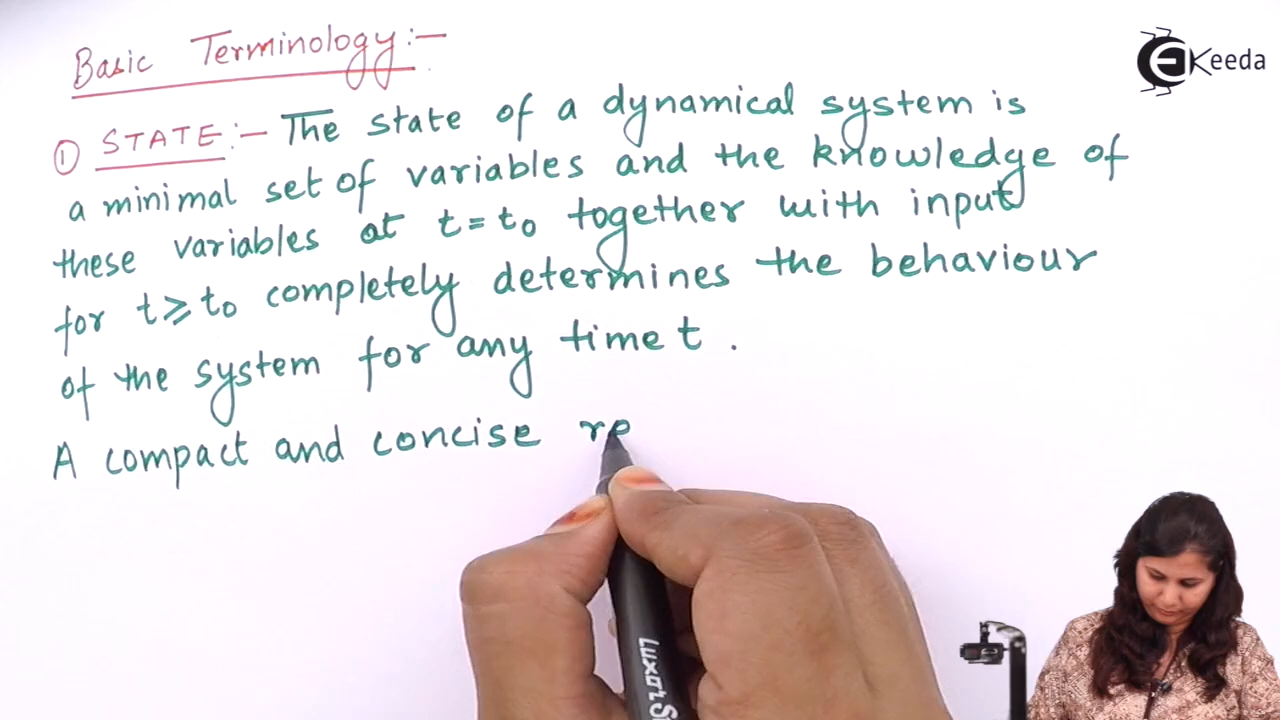 Basic Terminology:-
① STATE:- The state of a dynamical system is
a minimal set of variables and the knowledge of
these variables at t=t₀ together with input
for t⩾t₀ completely determines the behaviour
of the system for any time t.
A compact and concise re
EKeeda
Luxor